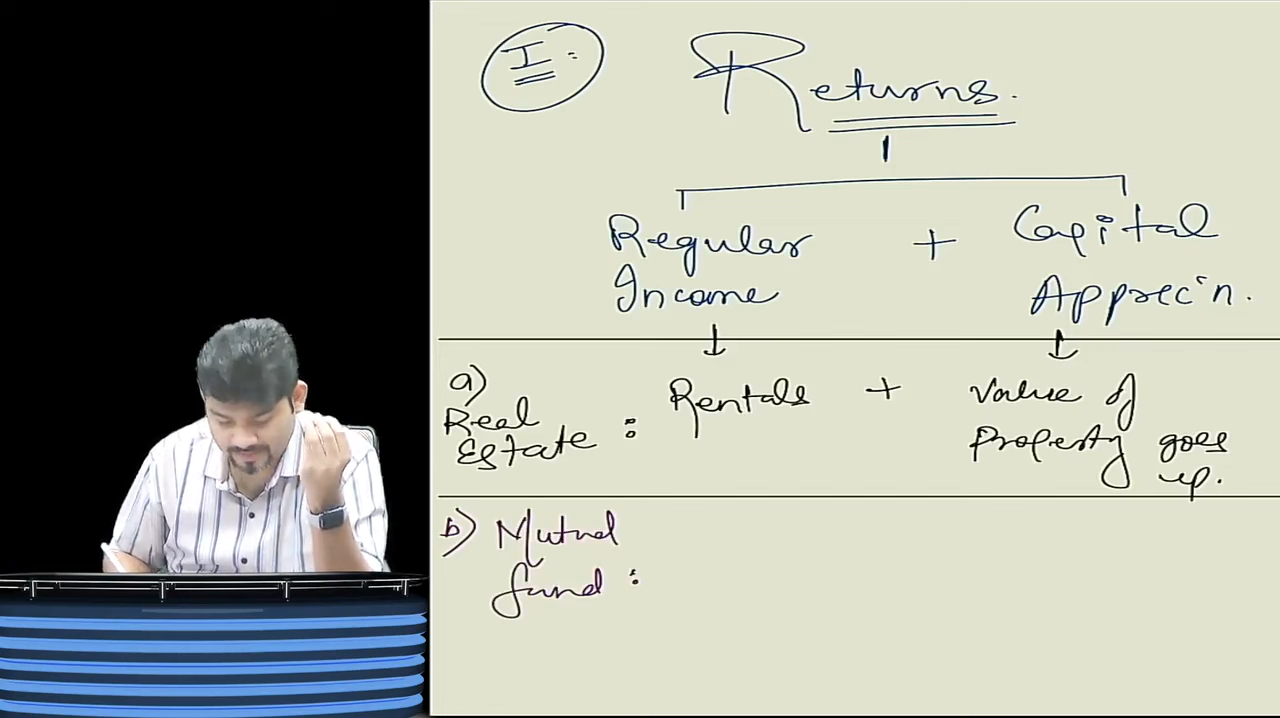 I :
Returns.
Regular + Capital
Income Apprec'n.
a) Real Estate : Rentals + Value of Property goes up.
b) Mutual
fund :